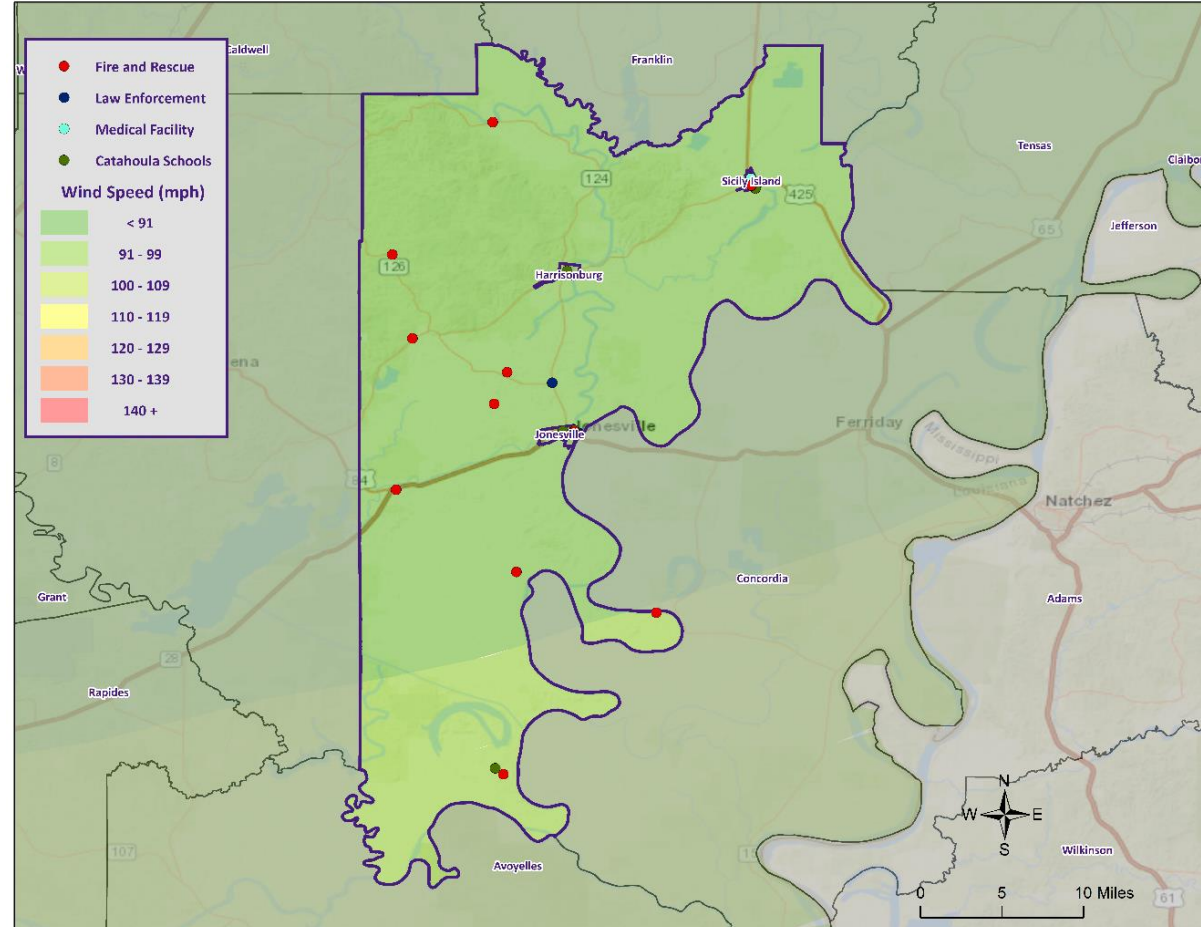 Fire and Rescue
Law Enforcement
Medical Facility
Catahoula Schools
Wind Speed (mph)
< 91
91 - 99
100 - 109
110 - 119
120 - 129
130 - 139
140 +
Caldwell
Franklin
Tensas
Jefferson
124
Sicily Island
425
65
126
Harrisonburg
ena
Jonesville
Ferriday
Mississippi
Louisiana
Natchez
8
84
Concordia
Grant
Adams
28
Rapides
107
Avoyelles
15
Wilkinson
61
N
W
E
S
0
5
10 Miles